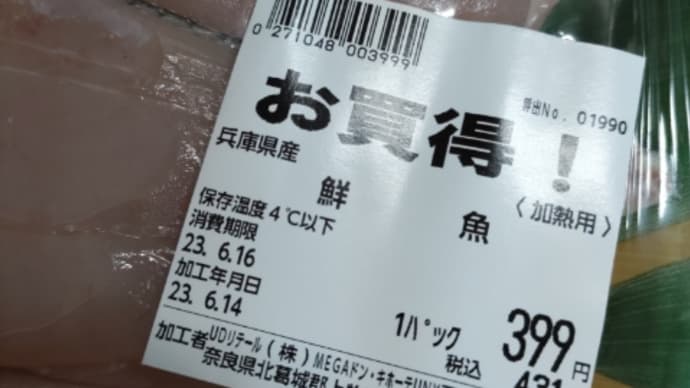 0 271048 003999
呼出No. 01990
お買得!
兵庫県産
鮮魚
〈加熱用〉
保存温度4℃以下
消費期限
23. 6.16
加工年月日
23. 6.14
1パック 399円
税込 431
加工者 UDリテール(株)MEGAドン・キホーテUNY
奈良県北葛城郡上